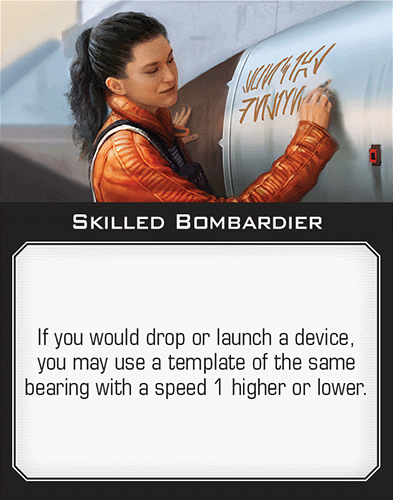 SKILLED BOMBARDIER
If you would drop or launch a device,
you may use a template of the same
bearing with a speed 1 higher or lower.